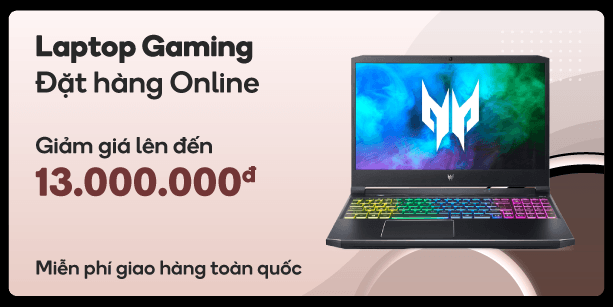 Laptop Gaming
Đặt hàng Online
Giảm giá lên đến
13.000.000đ
Miễn phí giao hàng toàn quốc